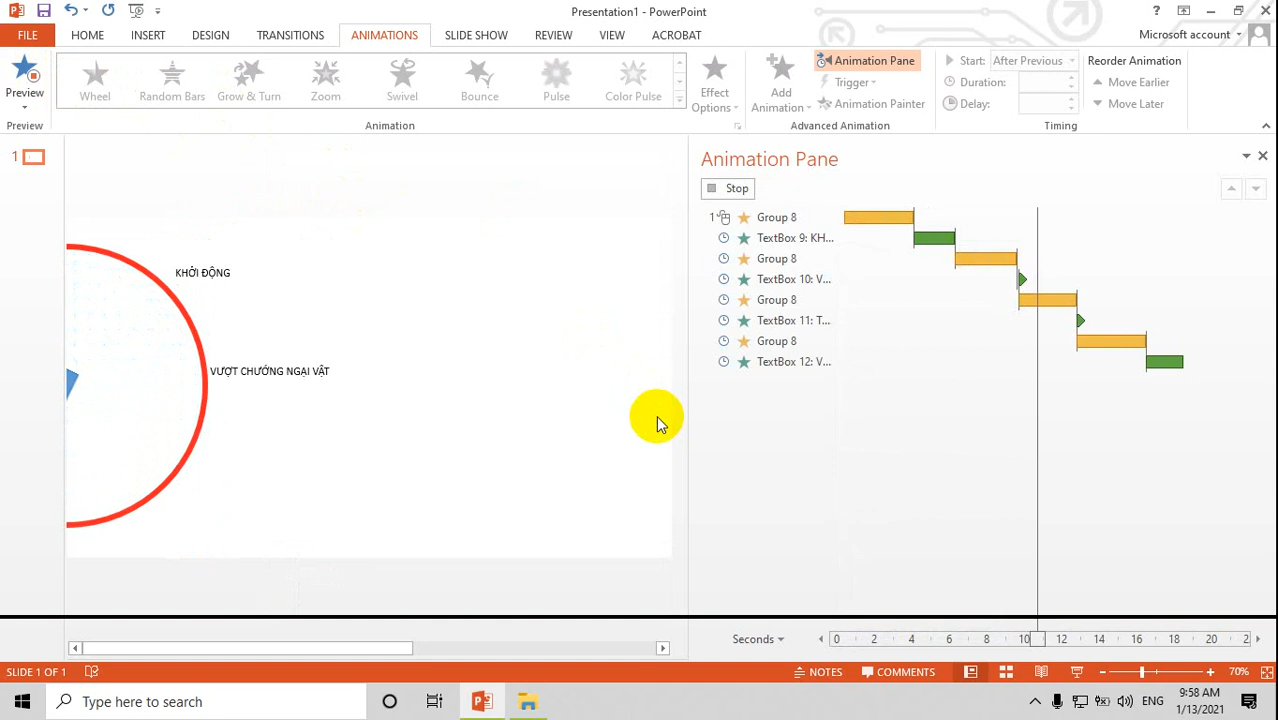 Presentation1 - PowerPoint
?
FILE HOME INSERT DESIGN TRANSITIONS ANIMATIONS SLIDE SHOW REVIEW VIEW ACROBAT Microsoft account
Preview
Wheel Random Bars Grow & Turn Zoom Swivel Bounce Pulse Color Pulse
Effect Options
Add Animation
Animation Pane
Trigger
Animation Painter
Start: After Previous
Duration:
Delay:
Reorder Animation
Move Earlier
Move Later
Preview Animation Advanced Animation Timing
1
KHỞI ĐỘNG
VƯỢT CHƯỚNG NGẠI VẬT
Animation Pane
Stop
1 Group 8
TextBox 9: KH...
Group 8
TextBox 10: V...
Group 8
TextBox 11: T...
Group 8
TextBox 12: V...
Seconds 0 2 4 6 8 10 12 14 16 18 20 2
SLIDE 1 OF 1 NOTES COMMENTS 70%
Type here to search
ENG
9:58 AM
1/13/2021